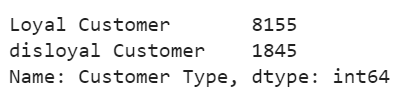 Loyal Customer       8155
disloyal Customer    1845
Name: Customer Type, dtype: int64